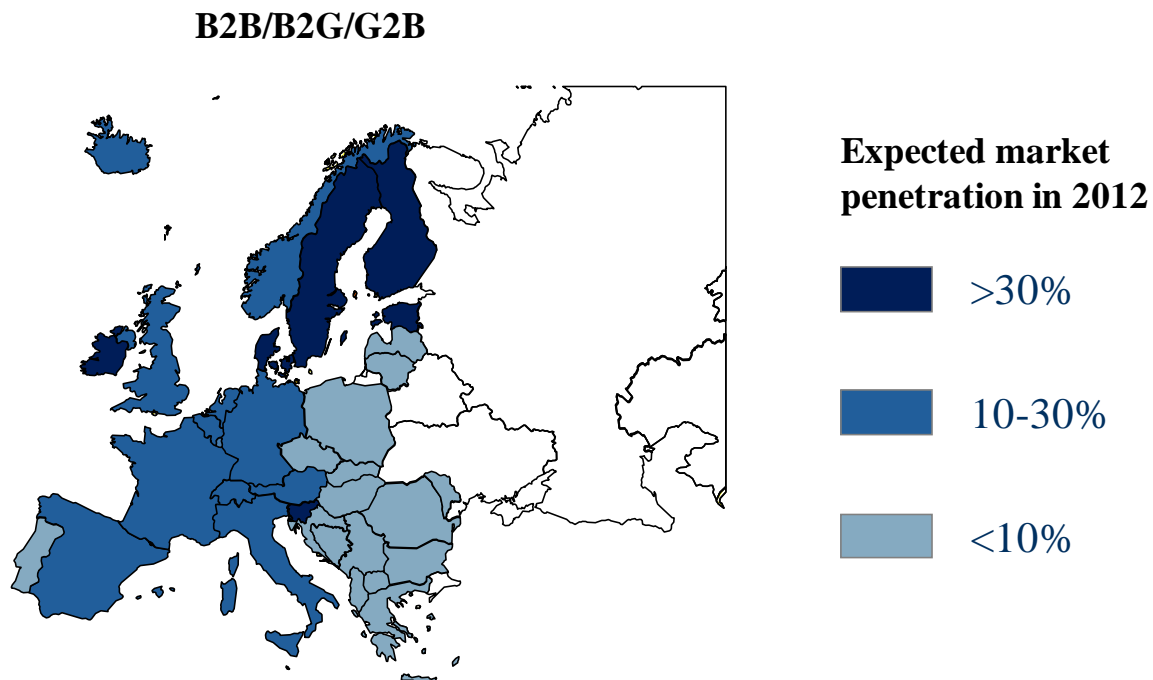 B2B/B2G/G2B
Expected market
penetration in 2012
>30%
10-30%
<10%